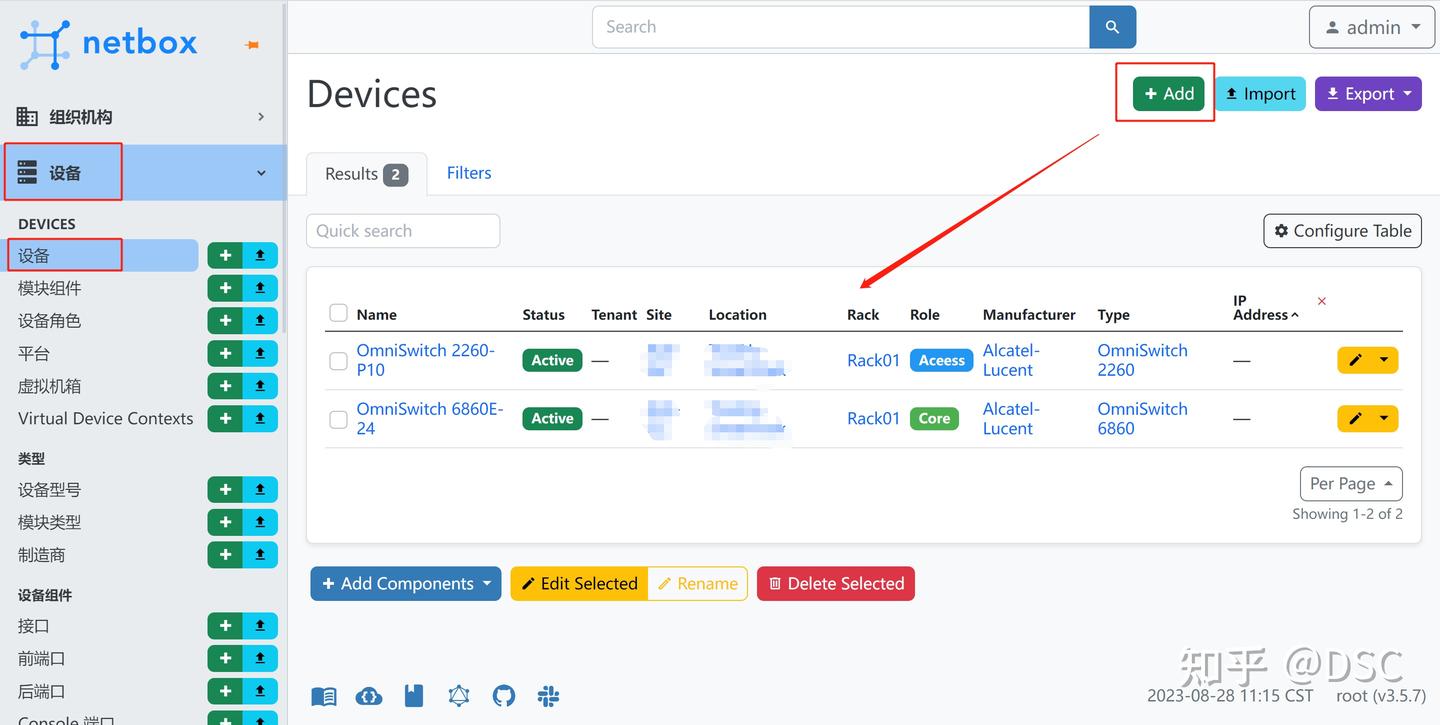 netbox
Search
admin
组织机构
设备
DEVICES
设备
模块组件
设备角色
平台
虚拟机箱
Virtual Device Contexts
类型
设备型号
模块类型
制造商
设备组件
接口
前端口
后端口
Console 端口
Devices
Add
Import
Export
Results 2
Filters
Quick search
Configure Table
Name Status Tenant Site Location Rack Role Manufacturer Type IP Address
OmniSwitch 2260-P10 Active — Rack01 Aceess Alcatel-Lucent OmniSwitch 2260 —
OmniSwitch 6860E-24 Active — Rack01 Core Alcatel-Lucent OmniSwitch 6860 —
Per Page
Showing 1-2 of 2
Add Components
Edit Selected
Rename
Delete Selected
知乎 @DSC
2023-08-28 11:15 CST root (v3.5.7)